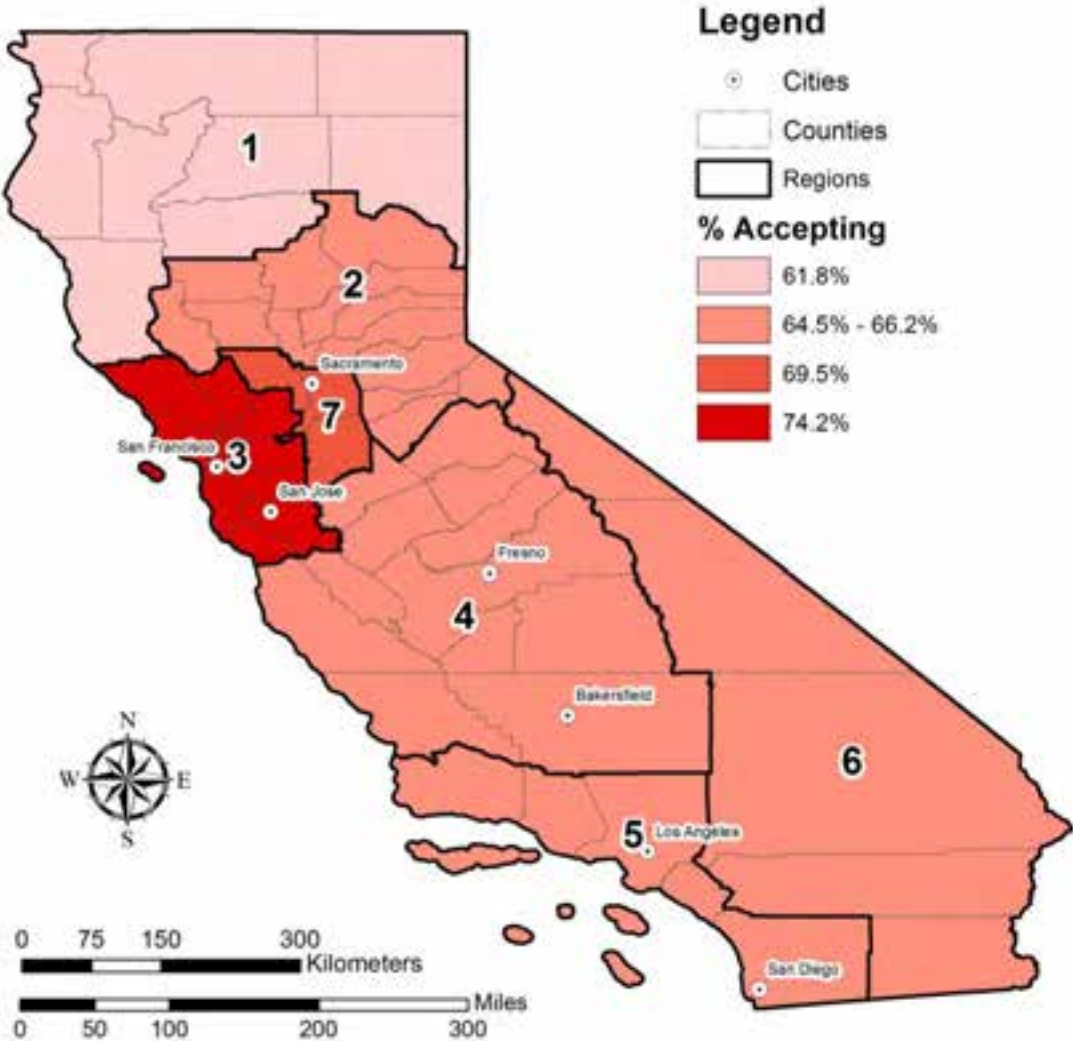 Legend
Cities
Counties
Regions
% Accepting
61.8%
64.5% - 66.2%
69.5%
74.2%
1
2
Sacramento
7
San Francisco
3
San Jose
Fresno
4
Bakersfield
6
5
Los Angeles
San Diego
N
W
E
S
0 75 150 300
Kilometers
Miles
0 50 100 200 300